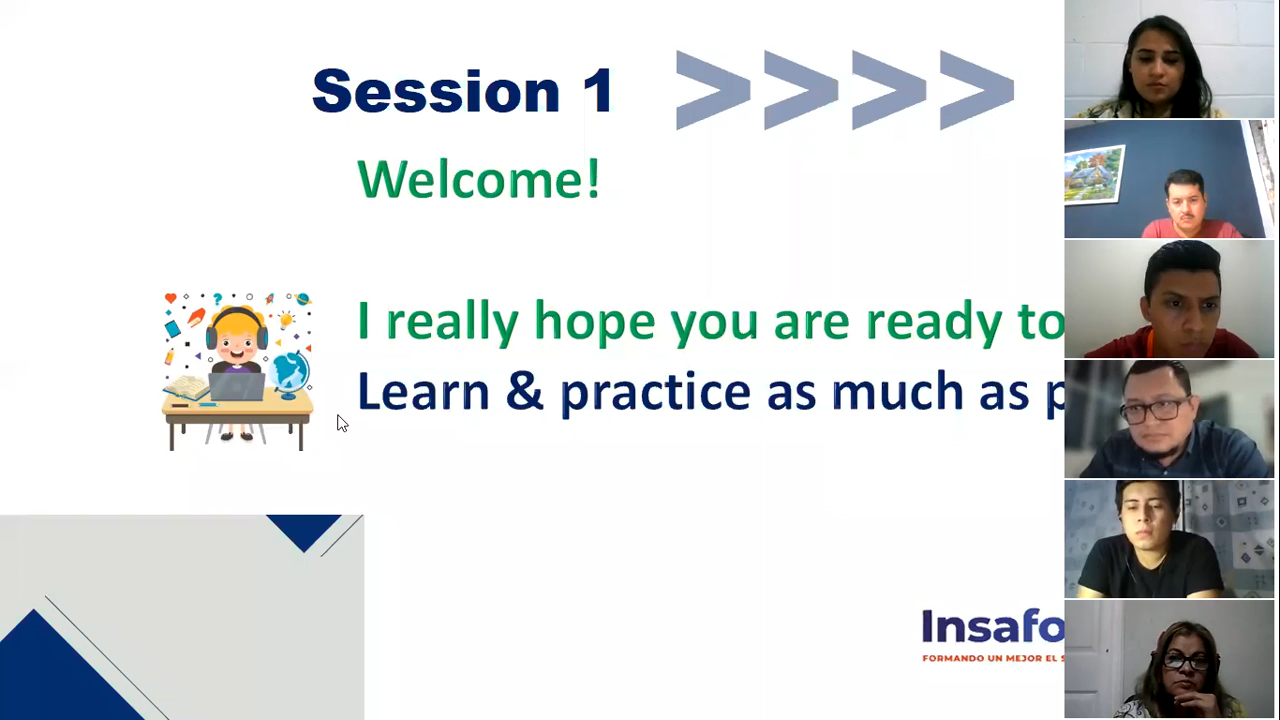 Session 1
Welcome!
I really hope you are ready to
Learn & practice as much as p
Insafo
FORMANDO UN MEJOR EL S